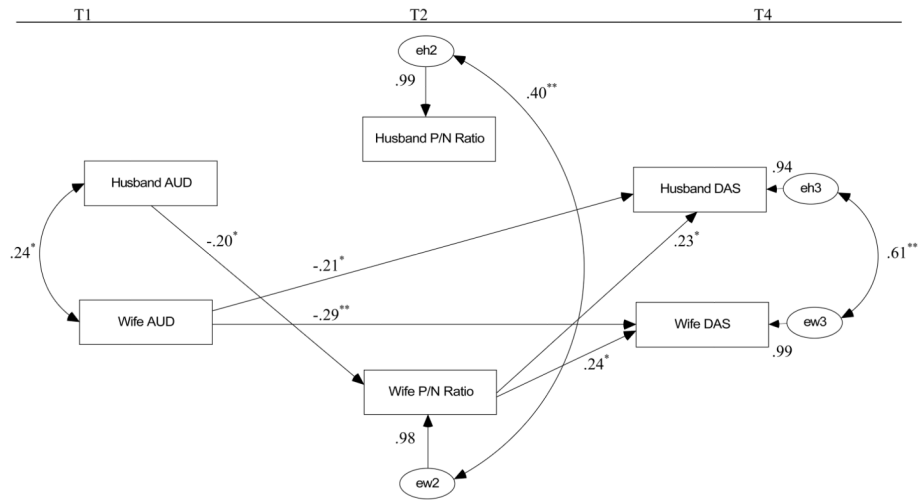 T1 T2 T4
eh2
.99
.40**
Husband P/N Ratio
Husband AUD
Husband DAS
.94
eh3
.24*
-.20*
-.21*
.23*
.61**
Wife AUD
-.29**
Wife DAS
ew3
.99
.24*
Wife P/N Ratio
.98
ew2